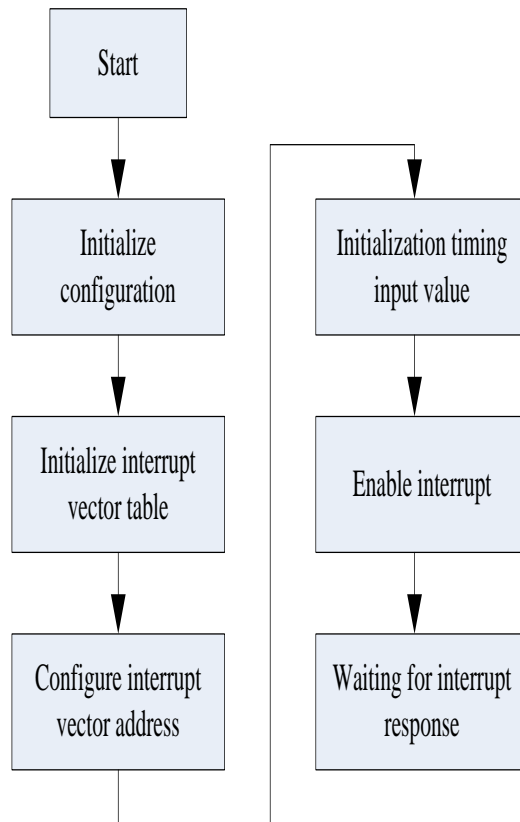 Start
Initialize
configuration
Initialize interrupt
vector table
Configure interrupt
vector address
Initialization timing
input value
Enable interrupt
Waiting for interrupt
response